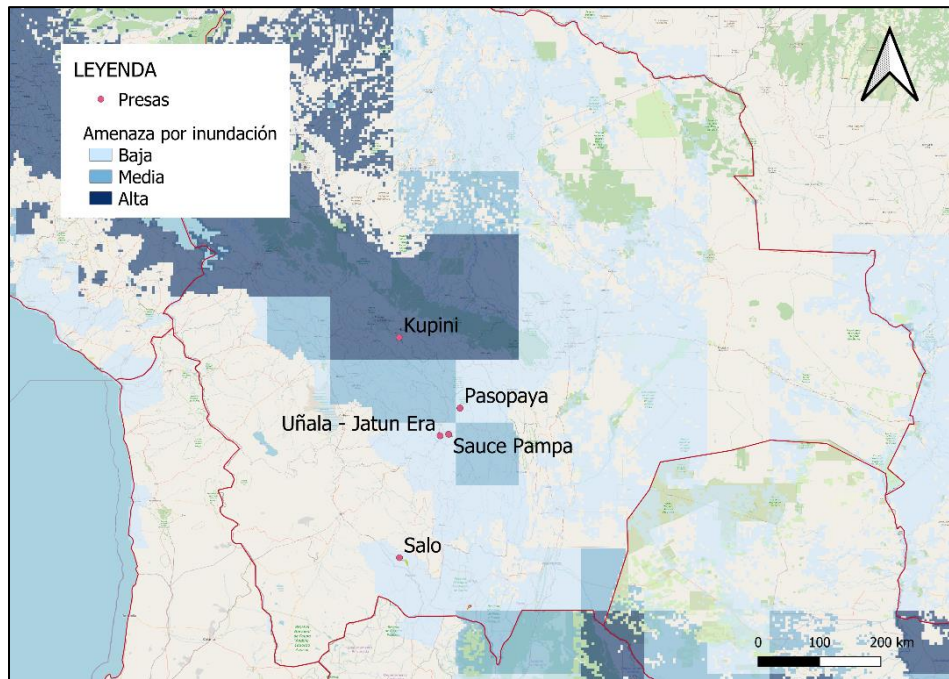 LEYENDA
Presas
Amenaza por inundación
Baja
Media
Alta
Kupini
Pasopaya
Uñala - Jatun Era
Sauce Pampa
Salo
0 100 200 km